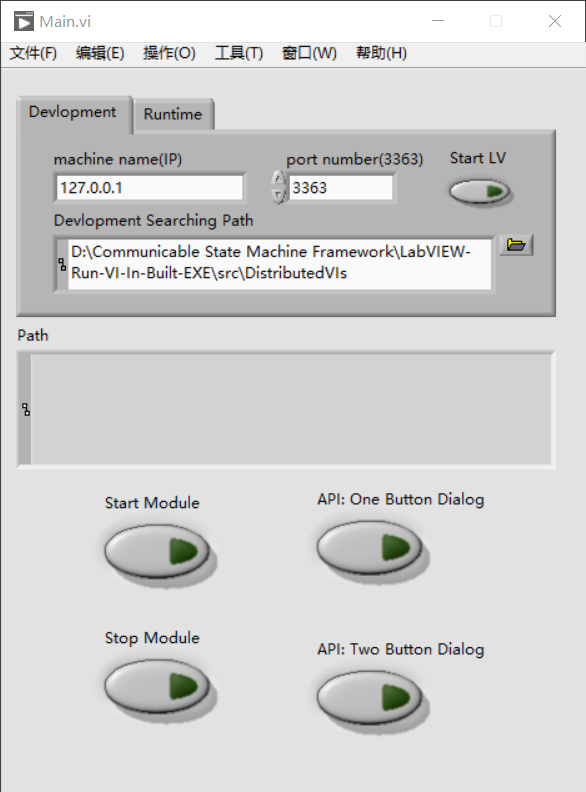 Main.vi
文件(F) 编辑(E) 操作(O) 工具(T) 窗口(W) 帮助(H)
Devlopment Runtime
machine name(IP) port number(3363) Start LV
127.0.0.1 3363
Devlopment Searching Path
D:\Communicable State Machine Framework\LabVIEW-
Run-VI-In-Built-EXE\src\DistributedVIs
Path
Start Module API: One Button Dialog
Stop Module API: Two Button Dialog